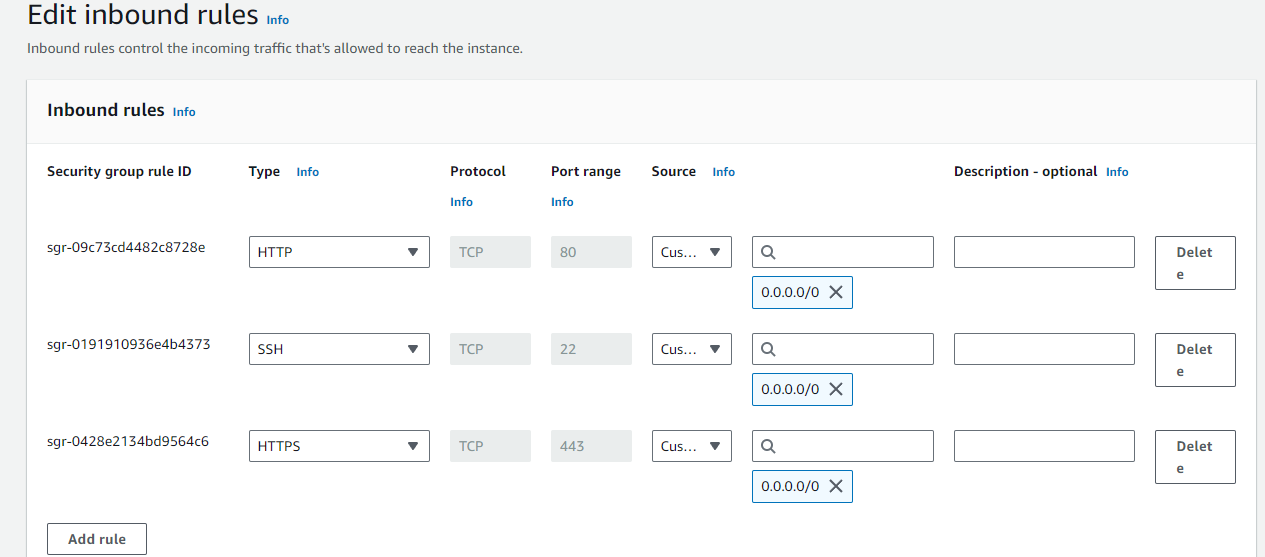 Edit inbound rules Info
Inbound rules control the incoming traffic that's allowed to reach the instance.
Inbound rules Info
Security group rule ID Type Info Protocol Info Port range Info Source Info Description - optional Info
sgr-09c73cd4482c8728e HTTP TCP 80 Cus... Delet
e
0.0.0.0/0
sgr-0191910936e4b4373 SSH TCP 22 Cus... Delet
e
0.0.0.0/0
sgr-0428e2134bd9564c6 HTTPS TCP 443 Cus... Delet
e
0.0.0.0/0
Add rule